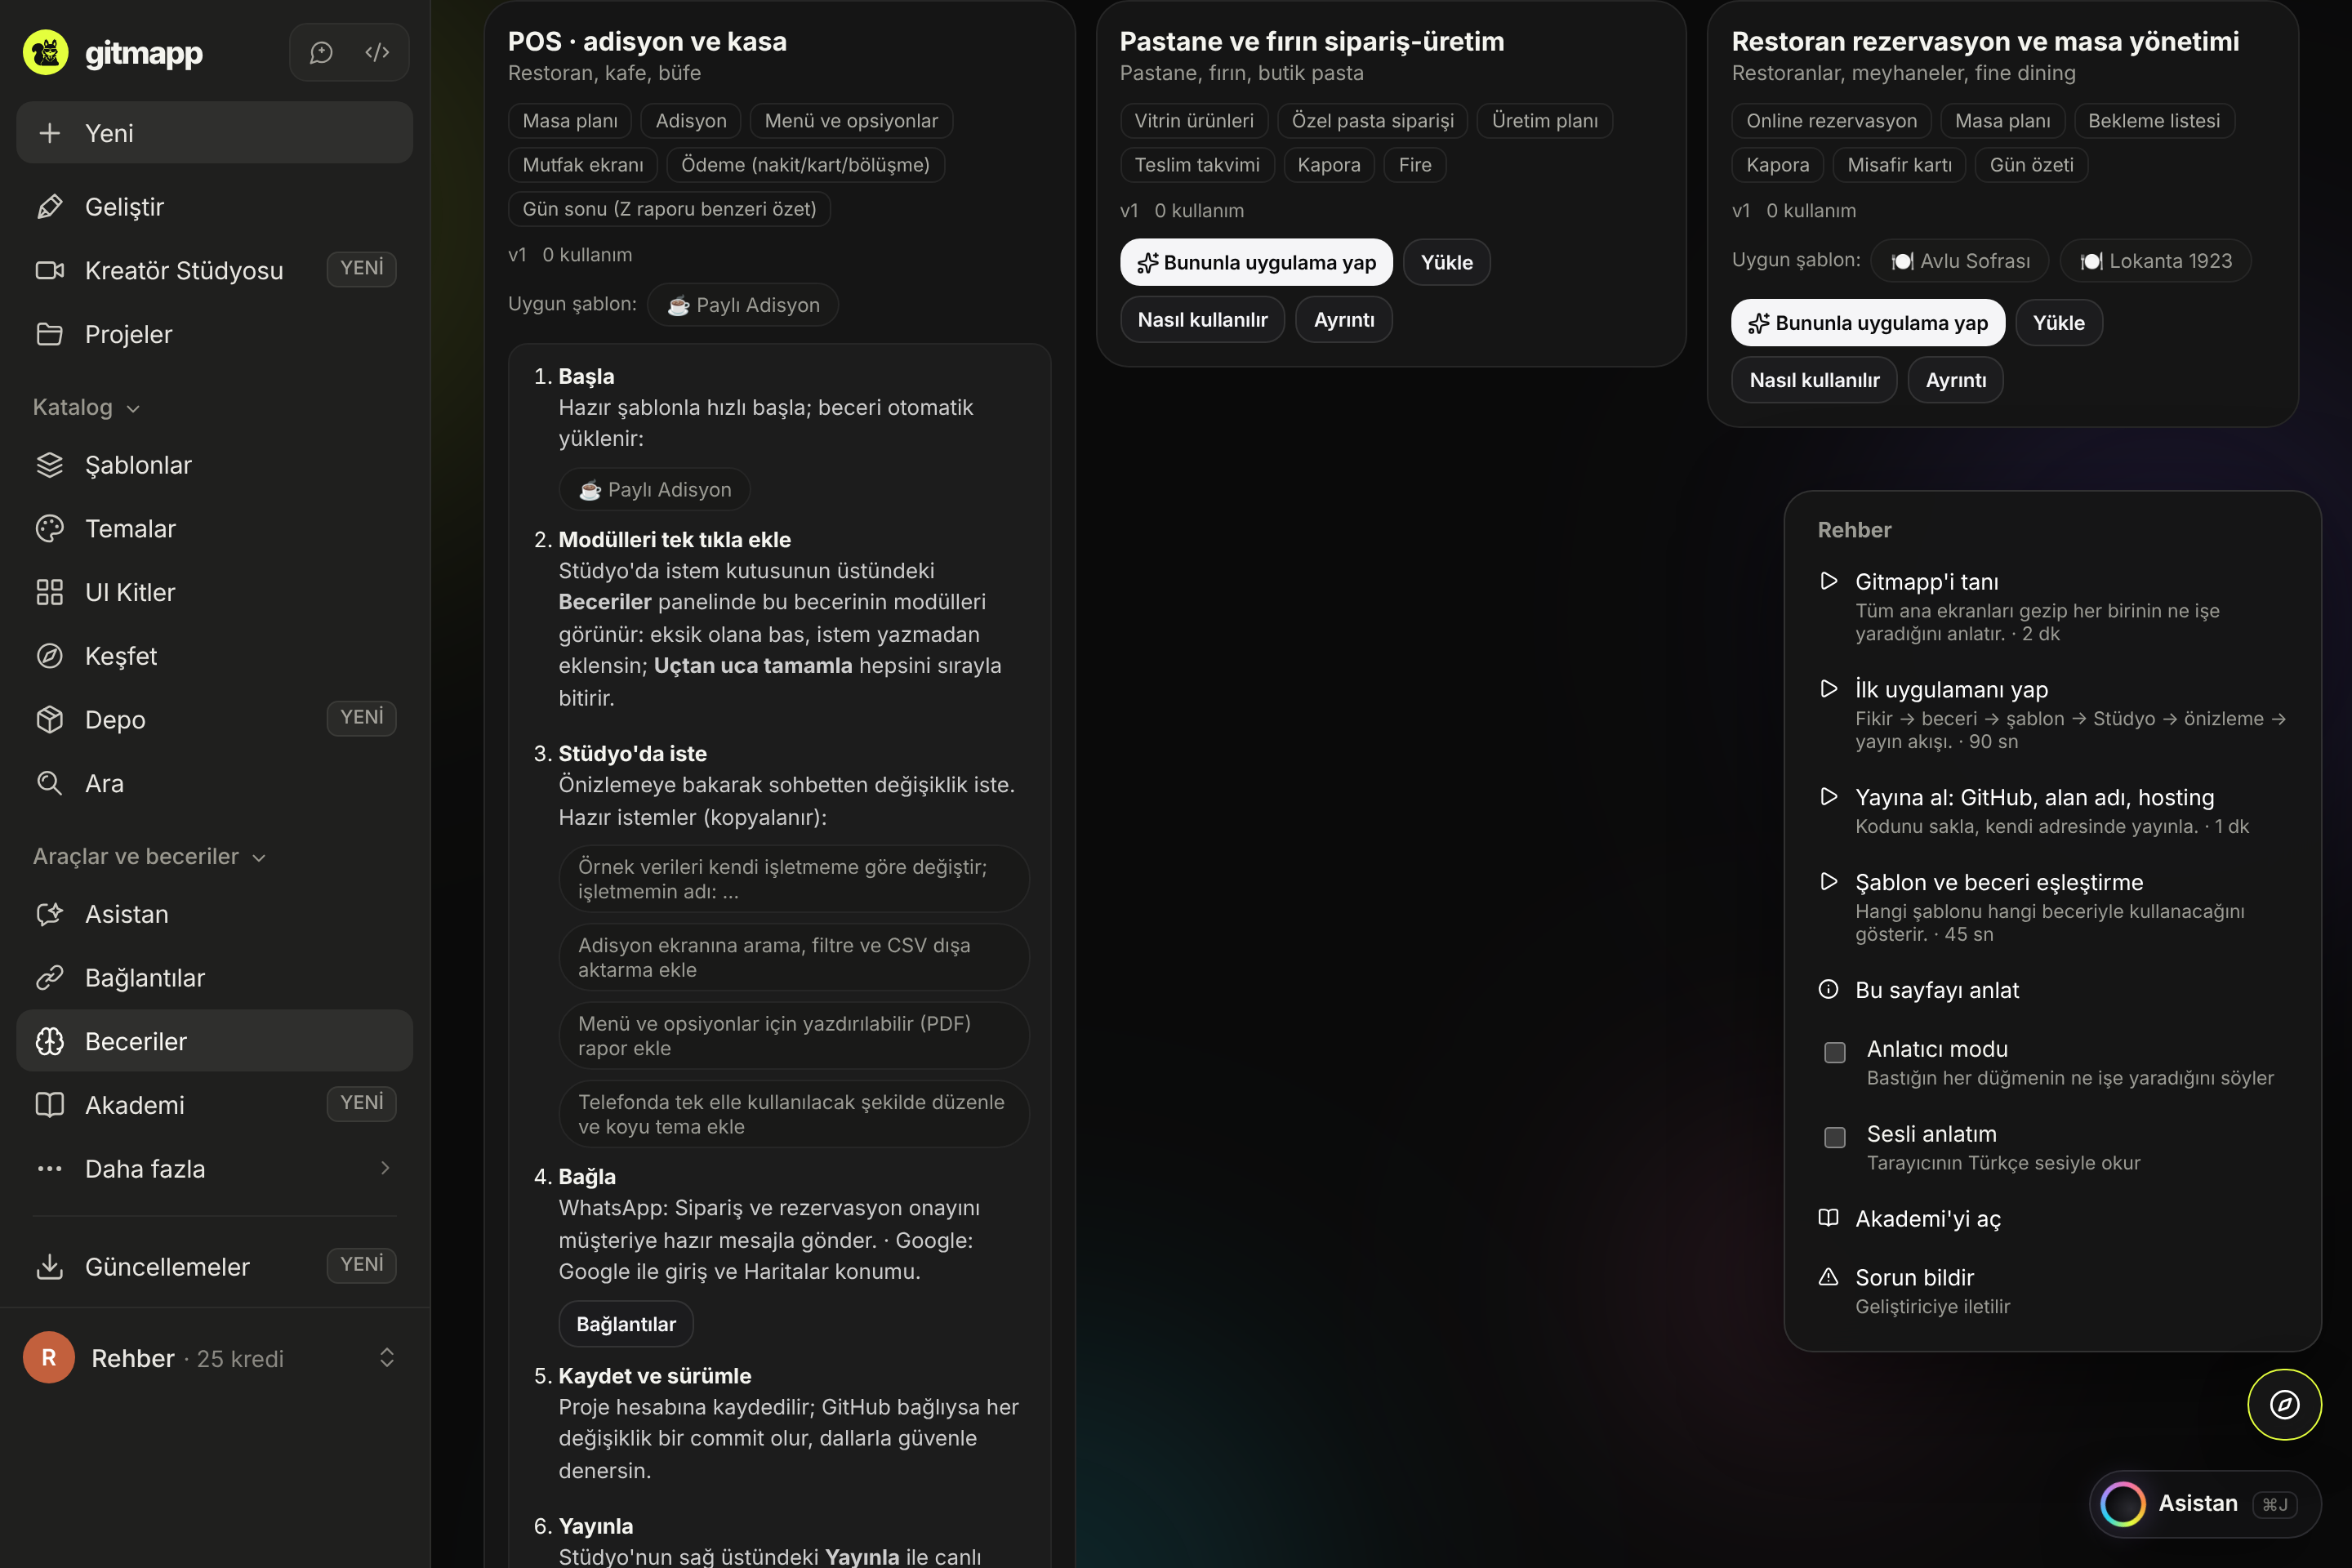 gitmapp
Yeni
Geliştir
Kreatör Stüdyosu YENİ
Projeler
Katalog
Şablonlar
Temalar
UI Kitler
Keşfet
Depo YENİ
Ara
Araçlar ve beceriler
Asistan
Bağlantılar
Beceriler
Akademi YENİ
Daha fazla
Güncellemeler YENİ
R Rehber · 25 kredi
POS · adisyon ve kasa
Restoran, kafe, büfe
Masa planı Adisyon Menü ve opsiyonlar
Mutfak ekranı Ödeme (nakit/kart/bölüşme)
Gün sonu (Z raporu benzeri özet)
v1 0 kullanım
Uygun şablon: ☕ Paylı Adisyon
1. Başla
Hazır şablonla hızlı başla; beceri otomatik
yüklenir:
☕ Paylı Adisyon
2. Modülleri tek tıkla ekle
Stüdyo'da istem kutusunun üstündeki
Beceriler panelinde bu becerinin modülleri
görünür: eksik olana bas, istem yazmadan
eklensin; Uçtan uca tamamla hepsini sırayla
bitirir.
3. Stüdyo'da iste
Önizlemeye bakarak sohbetten değişiklik iste.
Hazır istemler (kopyalanır):
Örnek verileri kendi işletmeme göre değiştir;
işletmemin adı: ...
Adisyon ekranına arama, filtre ve CSV dışa
aktarma ekle
Menü ve opsiyonlar için yazdırılabilir (PDF)
rapor ekle
Telefonda tek elle kullanılacak şekilde düzenle
ve koyu tema ekle
4. Bağla
WhatsApp: Sipariş ve rezervasyon onayını
müşteriye hazır mesajla gönder. · Google:
Google ile giriş ve Haritalar konumu.
Bağlantılar
5. Kaydet ve sürümle
Proje hesabına kaydedilir; GitHub bağlıysa her
değişiklik bir commit olur, dallarla güvenle
denersin.
6. Yayınla
Stüdyo'nun sağ üstündeki Yayınla ile canlı
Pastane ve fırın sipariş-üretim
Pastane, fırın, butik pasta
Vitrin ürünleri Özel pasta siparişi Üretim planı
Teslim takvimi Kapora Fire
v1 0 kullanım
Bununla uygulama yap Yükle
Nasıl kullanılır Ayrıntı
Restoran rezervasyon ve masa yönetimi
Restoranlar, meyhaneler, fine dining
Online rezervasyon Masa planı Bekleme listesi
Kapora Misafir kartı Gün özeti
v1 0 kullanım
Uygun şablon: 🍽️ Avlu Sofrası 🍽️ Lokanta 1923
Bununla uygulama yap Yükle
Nasıl kullanılır Ayrıntı
Rehber
Gitmapp'i tanı
Tüm ana ekranları gezip her birinin ne işe
yaradığını anlatır. · 2 dk
İlk uygulamanı yap
Fikir → beceri → şablon → Stüdyo → önizleme →
yayın akışı. · 90 sn
Yayına al: GitHub, alan adı, hosting
Kodunu sakla, kendi adresinde yayınla. · 1 dk
Şablon ve beceri eşleştirme
Hangi şablonu hangi beceriyle kullanacağını
gösterir. · 45 sn
Bu sayfayı anlat
Anlatıcı modu
Bastığın her düğmenin ne işe yaradığını söyler
Sesli anlatım
Tarayıcının Türkçe sesiyle okur
Akademi'yi aç
Sorun bildir
Geliştiriciye iletilir
Asistan ⌘J